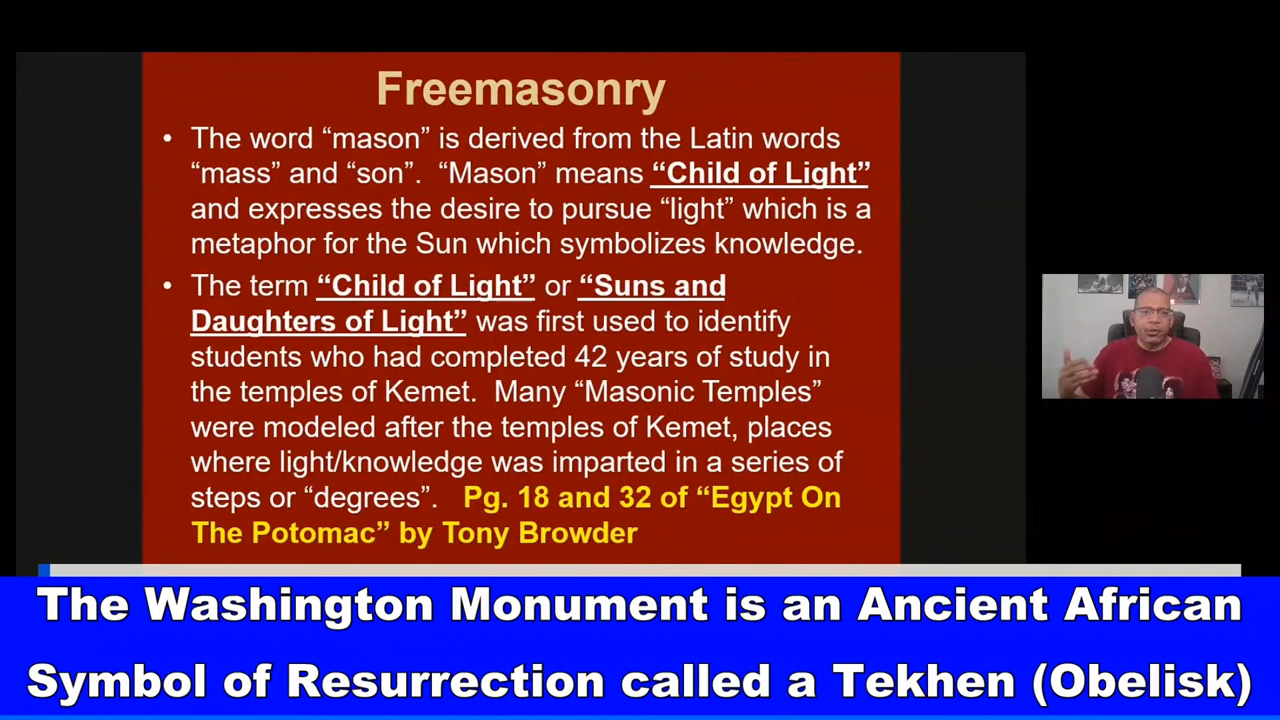 Freemasonry
• The word “mason” is derived from the Latin words
“mass” and “son”. “Mason” means “Child of Light”
and expresses the desire to pursue “light” which is a
metaphor for the Sun which symbolizes knowledge.
• The term “Child of Light” or “Suns and
Daughters of Light” was first used to identify
students who had completed 42 years of study in
the temples of Kemet. Many “Masonic Temples”
were modeled after the temples of Kemet, places
where light/knowledge was imparted in a series of
steps or “degrees”. Pg. 18 and 32 of “Egypt On
The Potomac” by Tony Browder
The Washington Monument is an Ancient African
Symbol of Resurrection called a Tekhen (Obelisk)